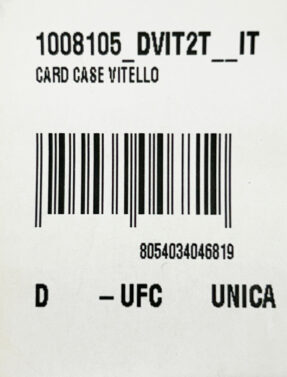 1008105_DVIT2T__IT
CARD CASE VITELLO
8054034046819
D -UFC UNICA